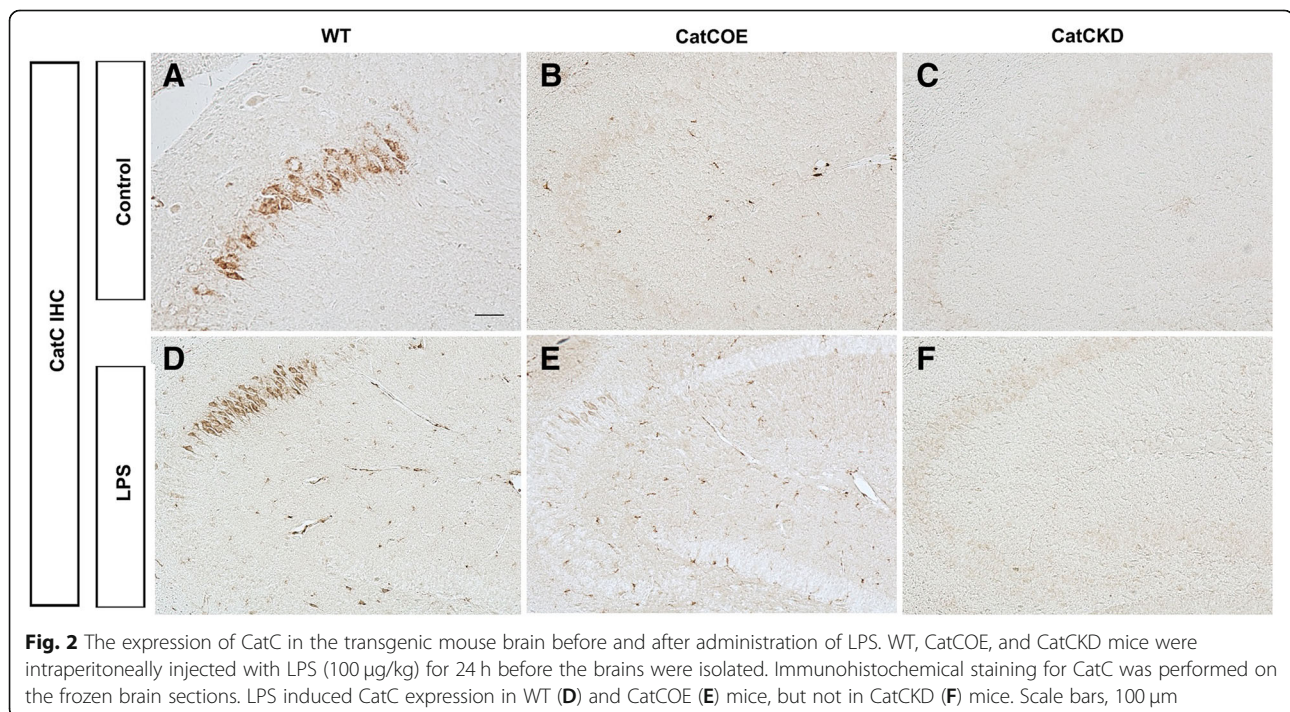 WT CatCOE CatCKD
CatC IHC
Control
A B C
LPS
D E F
Fig. 2 The expression of CatC in the transgenic mouse brain before and after administration of LPS. WT, CatCOE, and CatCKD mice were
intraperitoneally injected with LPS (100 μg/kg) for 24 h before the brains were isolated. Immunohistochemical staining for CatC was performed on
the frozen brain sections. LPS induced CatC expression in WT (D) and CatCOE (E) mice, but not in CatCKD (F) mice. Scale bars, 100 μm